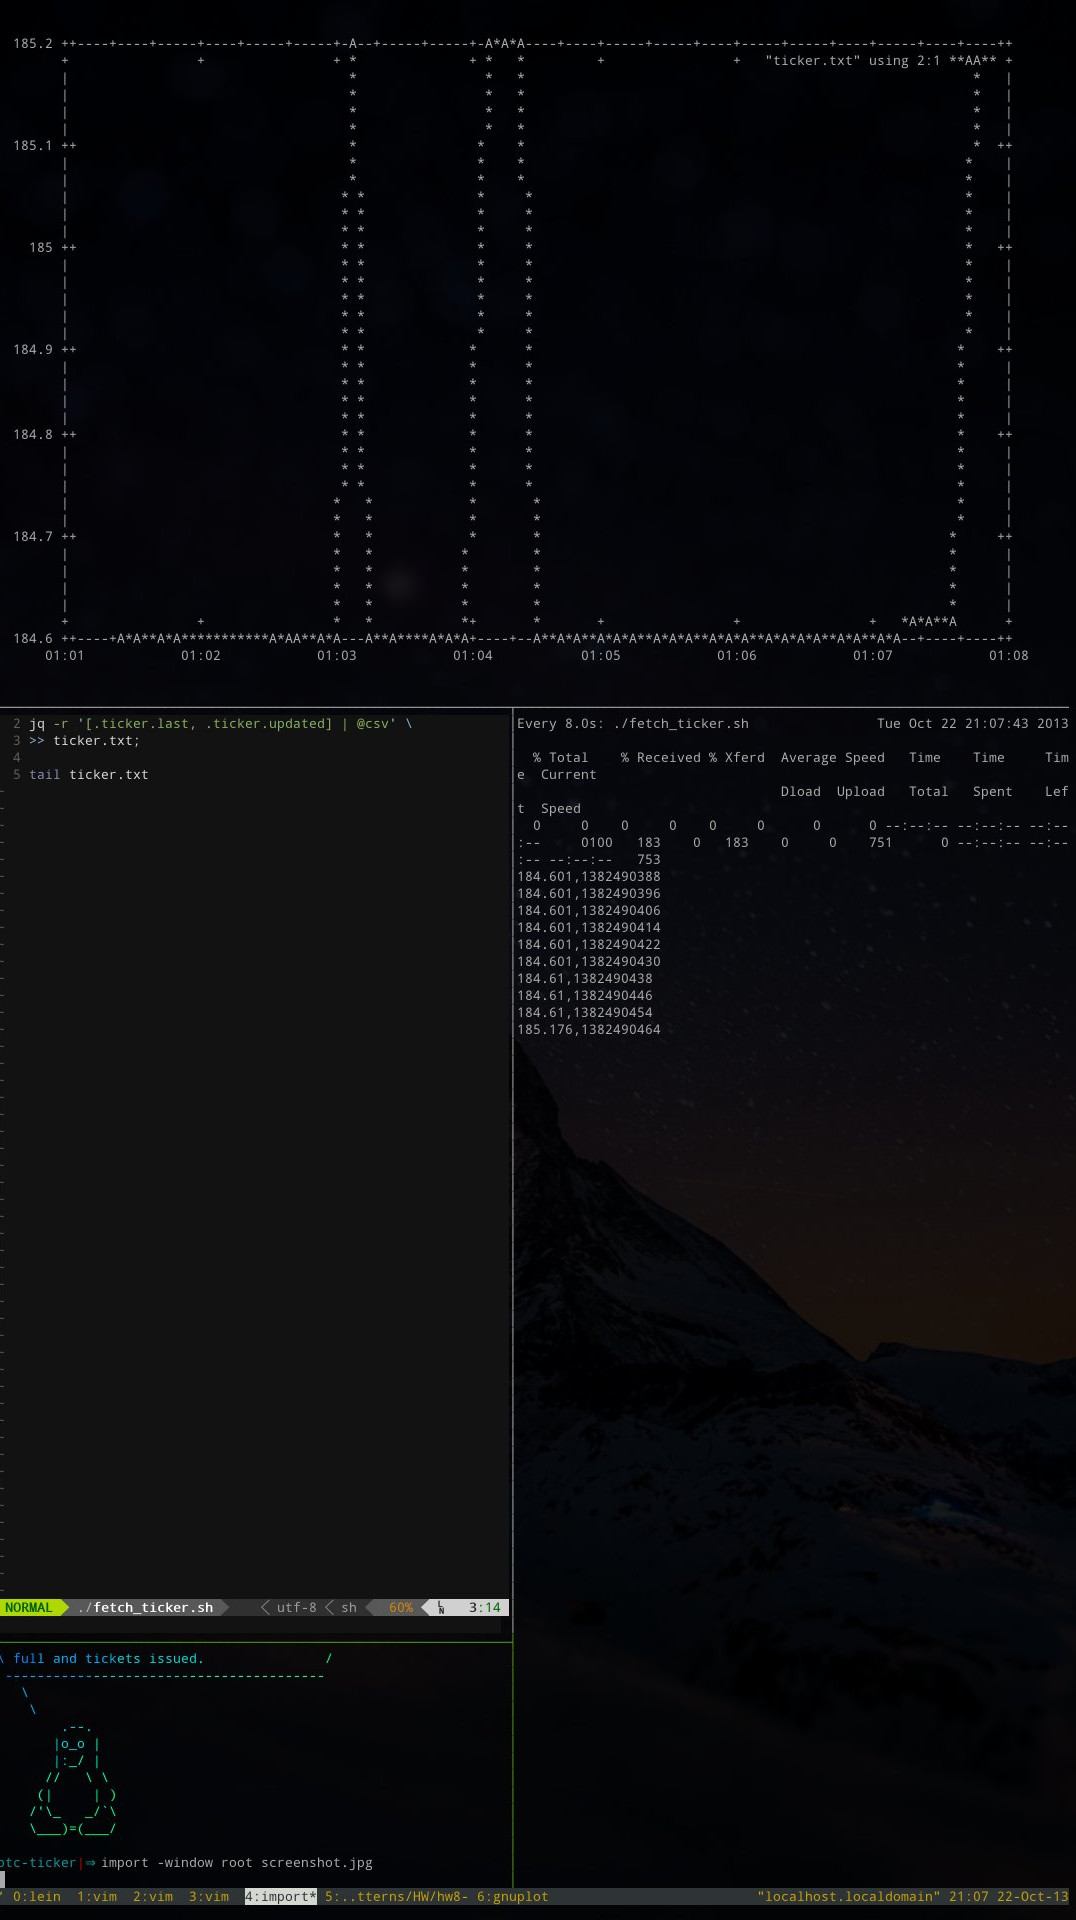 185.2 ++----+----+-----+----+-----+-----+-A--+-----+-----+-A*A*A----+----+-----+----+-----+----+-----+----+-----+----+----++
+ + + * + * * + + "ticker.txt" using 2:1 **AA** +
185.1 ++ ++
185 ++ ++
184.9 ++ ++
184.8 ++ ++
184.7 ++ ++
+ + * * *+ * + + + *A*A**A +
184.6 ++----+A*A**A*A***********A*AA**A*A---A**A****A*A*A+----+--A**A*A**A*A*A**A*A*A**A*A**A*A*A*A**A*A**A*A--+----+----++
01:01 01:02 01:03 01:04 01:05 01:06 01:07 01:08
2 jq -r '[.ticker.last, .ticker.updated] | @csv' \
3 >> ticker.txt;
4
5 tail ticker.txt
NORMAL ./fetch_ticker.sh utf-8 sh 60% LN 3:14
Every 8.0s: ./fetch_ticker.sh Tue Oct 22 21:07:43 2013
% Total % Received % Xferd Average Speed Time Time Tim
e Current
Dload Upload Total Spent Lef
t Speed
0 0 0 0 0 0 0 0 --:--:-- --:--:-- --:--
:-- 0100 183 0 183 0 0 751 0 --:--:-- --:--:-- --:--
:-- --:--:-- 753
184.601,1382490388
184.601,1382490396
184.601,1382490406
184.601,1382490414
184.601,1382490422
184.601,1382490430
184.61,1382490438
184.61,1382490446
184.61,1382490454
185.176,1382490464
\ full and tickets issued. /
----------------------------------------
\
\
.--.
|o_o |
|:_/ |
// \ \
(| | )
/'\_ _/`\
\___)=(___/
btc-ticker|⇒ import -window root screenshot.jpg
0:lein 1:vim 2:vim 3:vim 4:import* 5:..tterns/HW/hw8- 6:gnuplot "localhost.localdomain" 21:07 22-Oct-13